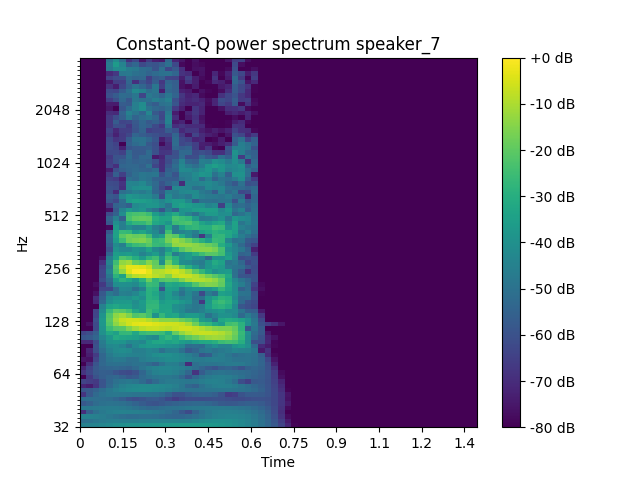 Constant-Q power spectrum speaker_7
Hz
2048
1024
512
256
128
64
32
0 0.15 0.3 0.45 0.6 0.75 0.9 1.1 1.2 1.4
Time
+0 dB
-10 dB
-20 dB
-30 dB
-40 dB
-50 dB
-60 dB
-70 dB
-80 dB